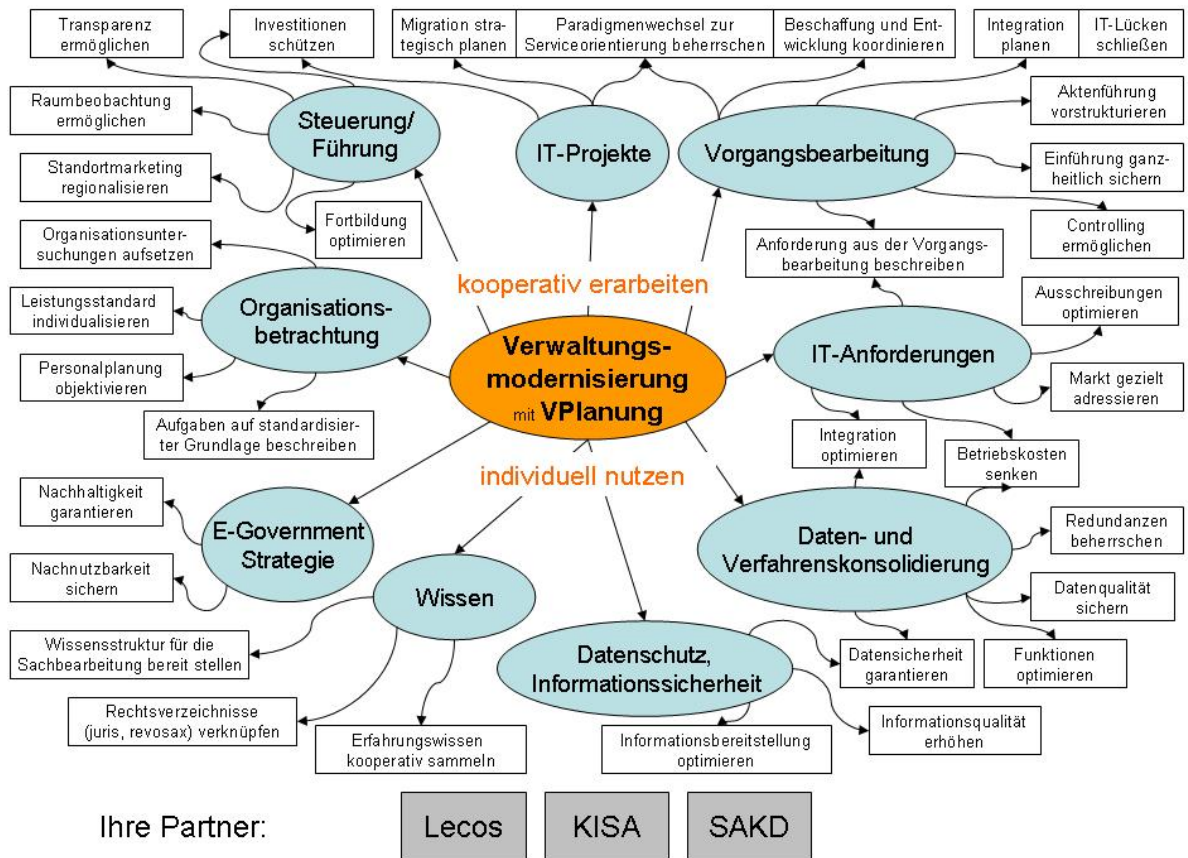 Transparenz
ermöglichen
Investitionen
schützen
Migration stra-
tegisch planen
Paradigmenwechsel zur
Serviceorientierung beherrschen
Beschaffung und Ent-
wicklung koordinieren
Integration
planen
IT-Lücken
schließen
Raumbeobachtung
ermöglichen
Steuerung/
Führung
IT-Projekte
Vorgangsbearbeitung
Aktenführung
vorstrukturieren
Standortmarketing
regionalisieren
Einführung ganz-
heitlich sichern
Fortbildung
optimieren
Controlling
ermöglichen
Organisationsunter-
suchungen aufsetzen
Anforderung aus der Vorgangs-
bearbeitung beschreiben
kooperativ erarbeiten
Leistungsstandard
individualisieren
Organisations-
betrachtung
Ausschreibungen
optimieren
Verwaltungs-
modernisierung
mit VPlanung
IT-Anforderungen
Personalplanung
objektivieren
Markt gezielt
adressieren
Aufgaben auf standardisier-
ter Grundlage beschreiben
Integration
optimieren
Betriebskosten
senken
individuell nutzen
Nachhaltigkeit
garantieren
E-Government
Strategie
Daten- und
Verfahrenskonsolidierung
Redundanzen
beherrschen
Nachnutzbarkeit
sichern
Wissen
Datenqualität
sichern
Wissensstruktur für die
Sachbearbeitung bereit stellen
Datenschutz,
Informationssicherheit
Datensicherheit
garantieren
Funktionen
optimieren
Rechtsverzeichnisse
(juris, revosax) verknüpfen
Erfahrungswissen
kooperativ sammeln
Informationsbereitstellung
optimieren
Informationsqualität
erhöhen
Ihre Partner:
Lecos
KISA
SAKD